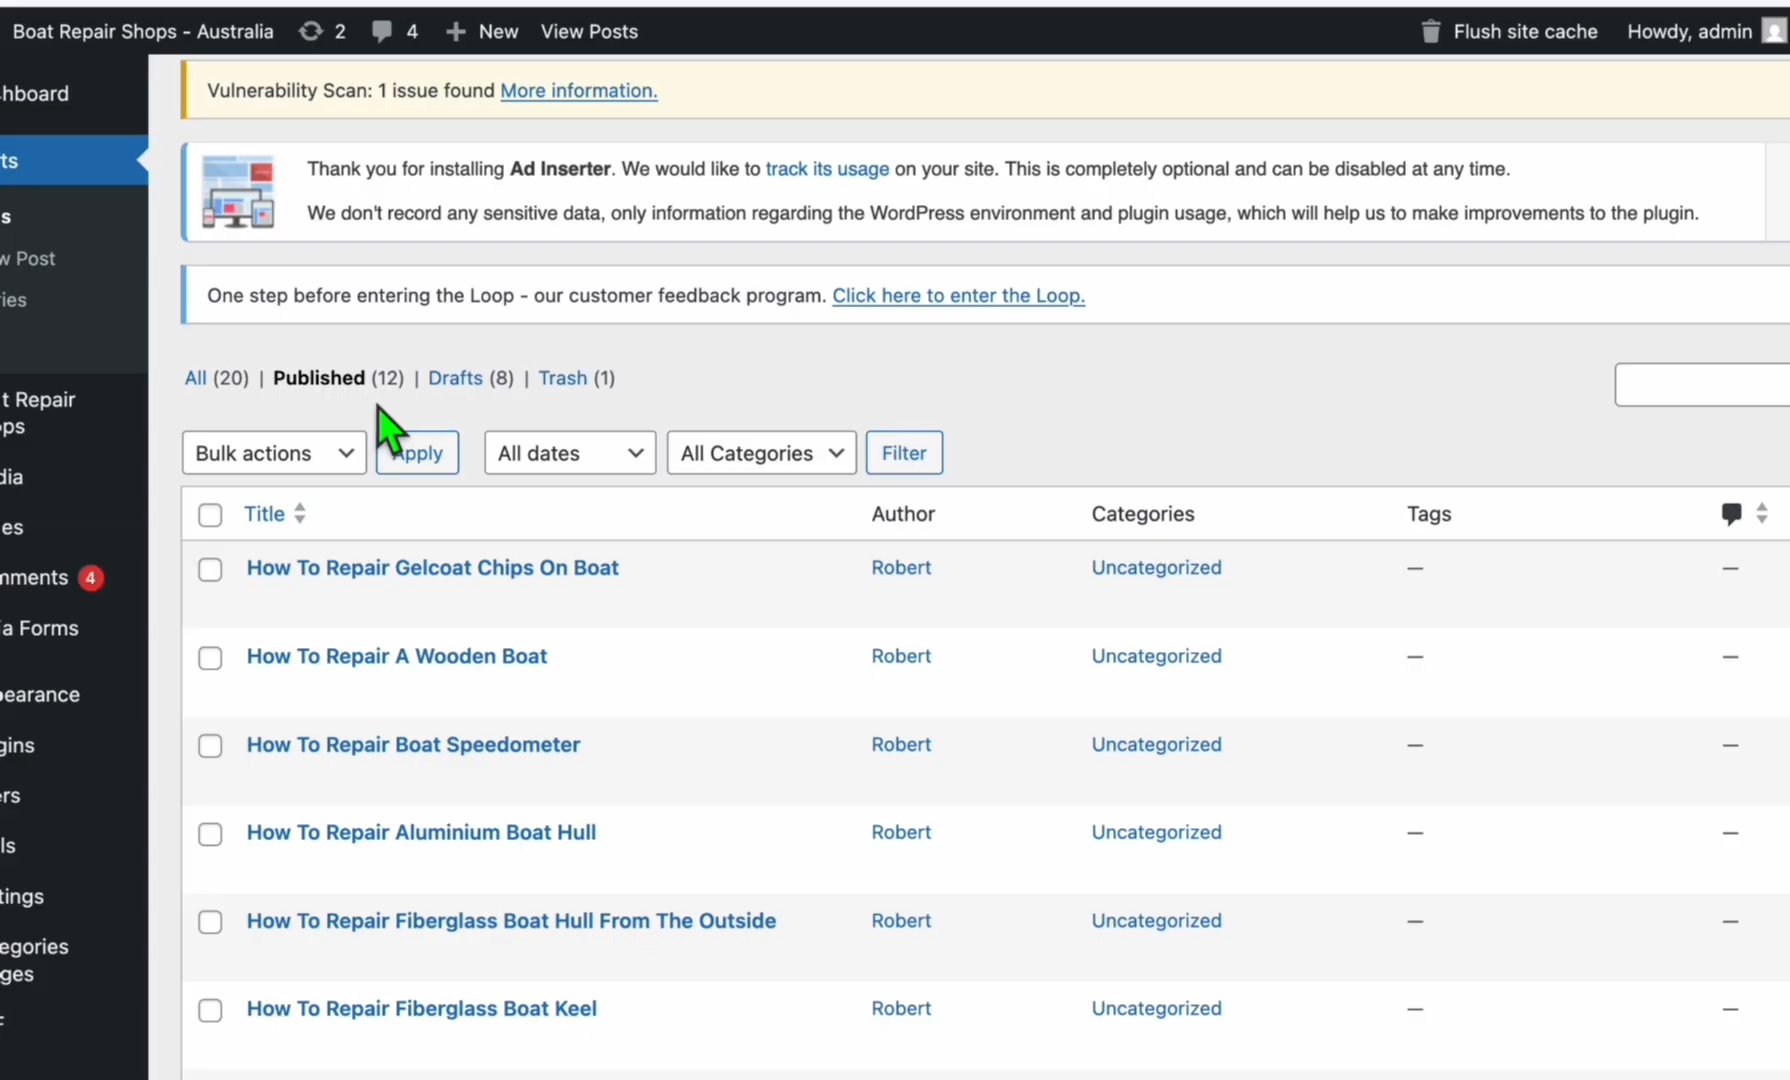 Boat Repair Shops - Australia 2 4 New View Posts Flush site cache Howdy, admin
hboard
Vulnerability Scan: 1 issue found More information.
ts
Thank you for installing Ad Inserter. We would like to track its usage on your site. This is completely optional and can be disabled at any time.
We don't record any sensitive data, only information regarding the WordPress environment and plugin usage, which will help us to make improvements to the plugin.
s
w Post
ies
One step before entering the Loop - our customer feedback program. Click here to enter the Loop.
All (20) | Published (12) | Drafts (8) | Trash (1)
t Repair
ps
Bulk actions Apply All dates All Categories Filter
dia
Title Author Categories Tags
es
How To Repair Gelcoat Chips On Boat Robert Uncategorized — —
mments 4
a Forms
How To Repair A Wooden Boat Robert Uncategorized — —
pearance
How To Repair Boat Speedometer Robert Uncategorized — —
gins
ers
How To Repair Aluminium Boat Hull Robert Uncategorized — —
ls
tings
How To Repair Fiberglass Boat Hull From The Outside Robert Uncategorized — —
egories
ges
How To Repair Fiberglass Boat Keel Robert Uncategorized — —